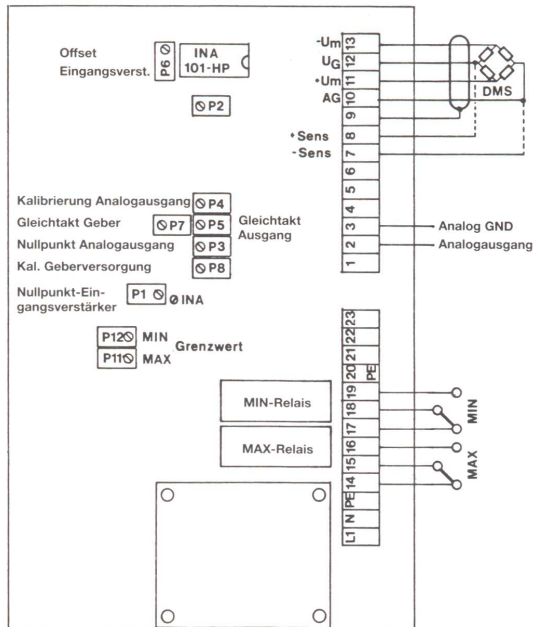 Offset
Eingangsverst.
P6
INA
101-HP
P2
-Um 13
UG 12
+Um 11
AG 10
9
+Sens 8
-Sens 7
6
5
4
3 Analog GND
2 Analogausgang
1
DMS
Kalibrierung Analogausgang P4
Gleichtakt Geber P7 P5 Gleichtakt
Ausgang
Nullpunkt Analogausgang P3
Kal. Geberversorgung P8
Nullpunkt-Ein-
gangsverstärker
P1 Ø INA
P12 MIN
Grenzwert
P11 MAX
MIN-Relais
MAX-Relais
23
22
21
20 PE
19
18
17
16
15
14
PE
N
L1
MIN
MAX